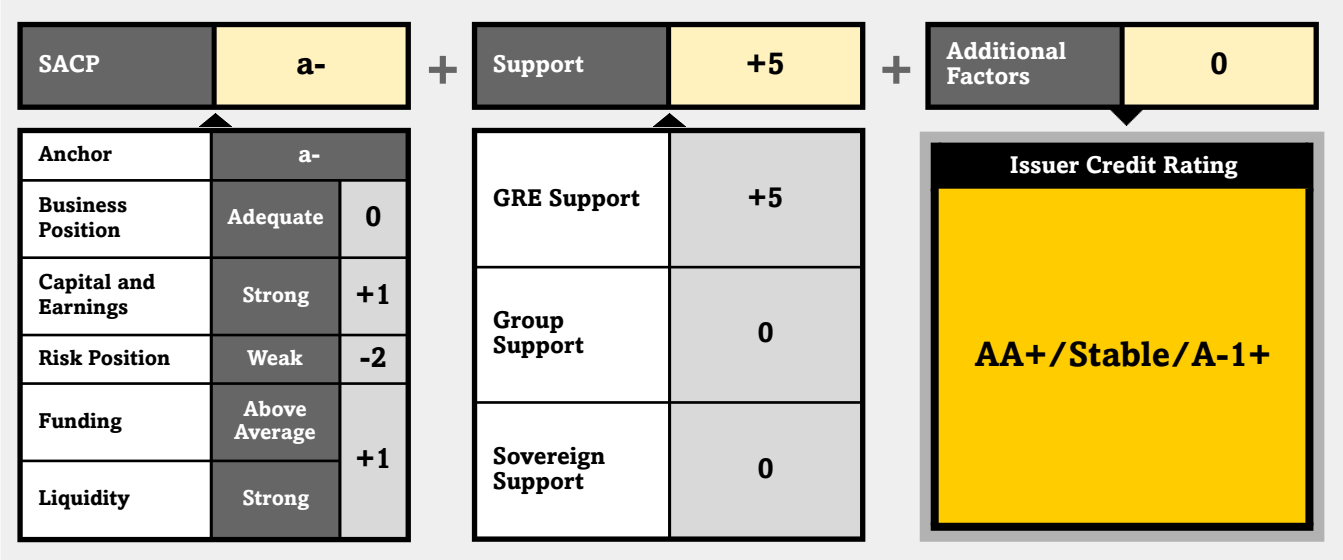 SACP
a-
+
Support
+5
+
Additional
Factors
0
Anchor
a-
Business
Position
Adequate
0
Capital and
Earnings
Strong
+1
Risk Position
Weak
-2
Funding
Above
Average
+1
Liquidity
Strong
GRE Support
+5
Group
Support
0
Sovereign
Support
0
Issuer Credit Rating
AA+/Stable/A-1+